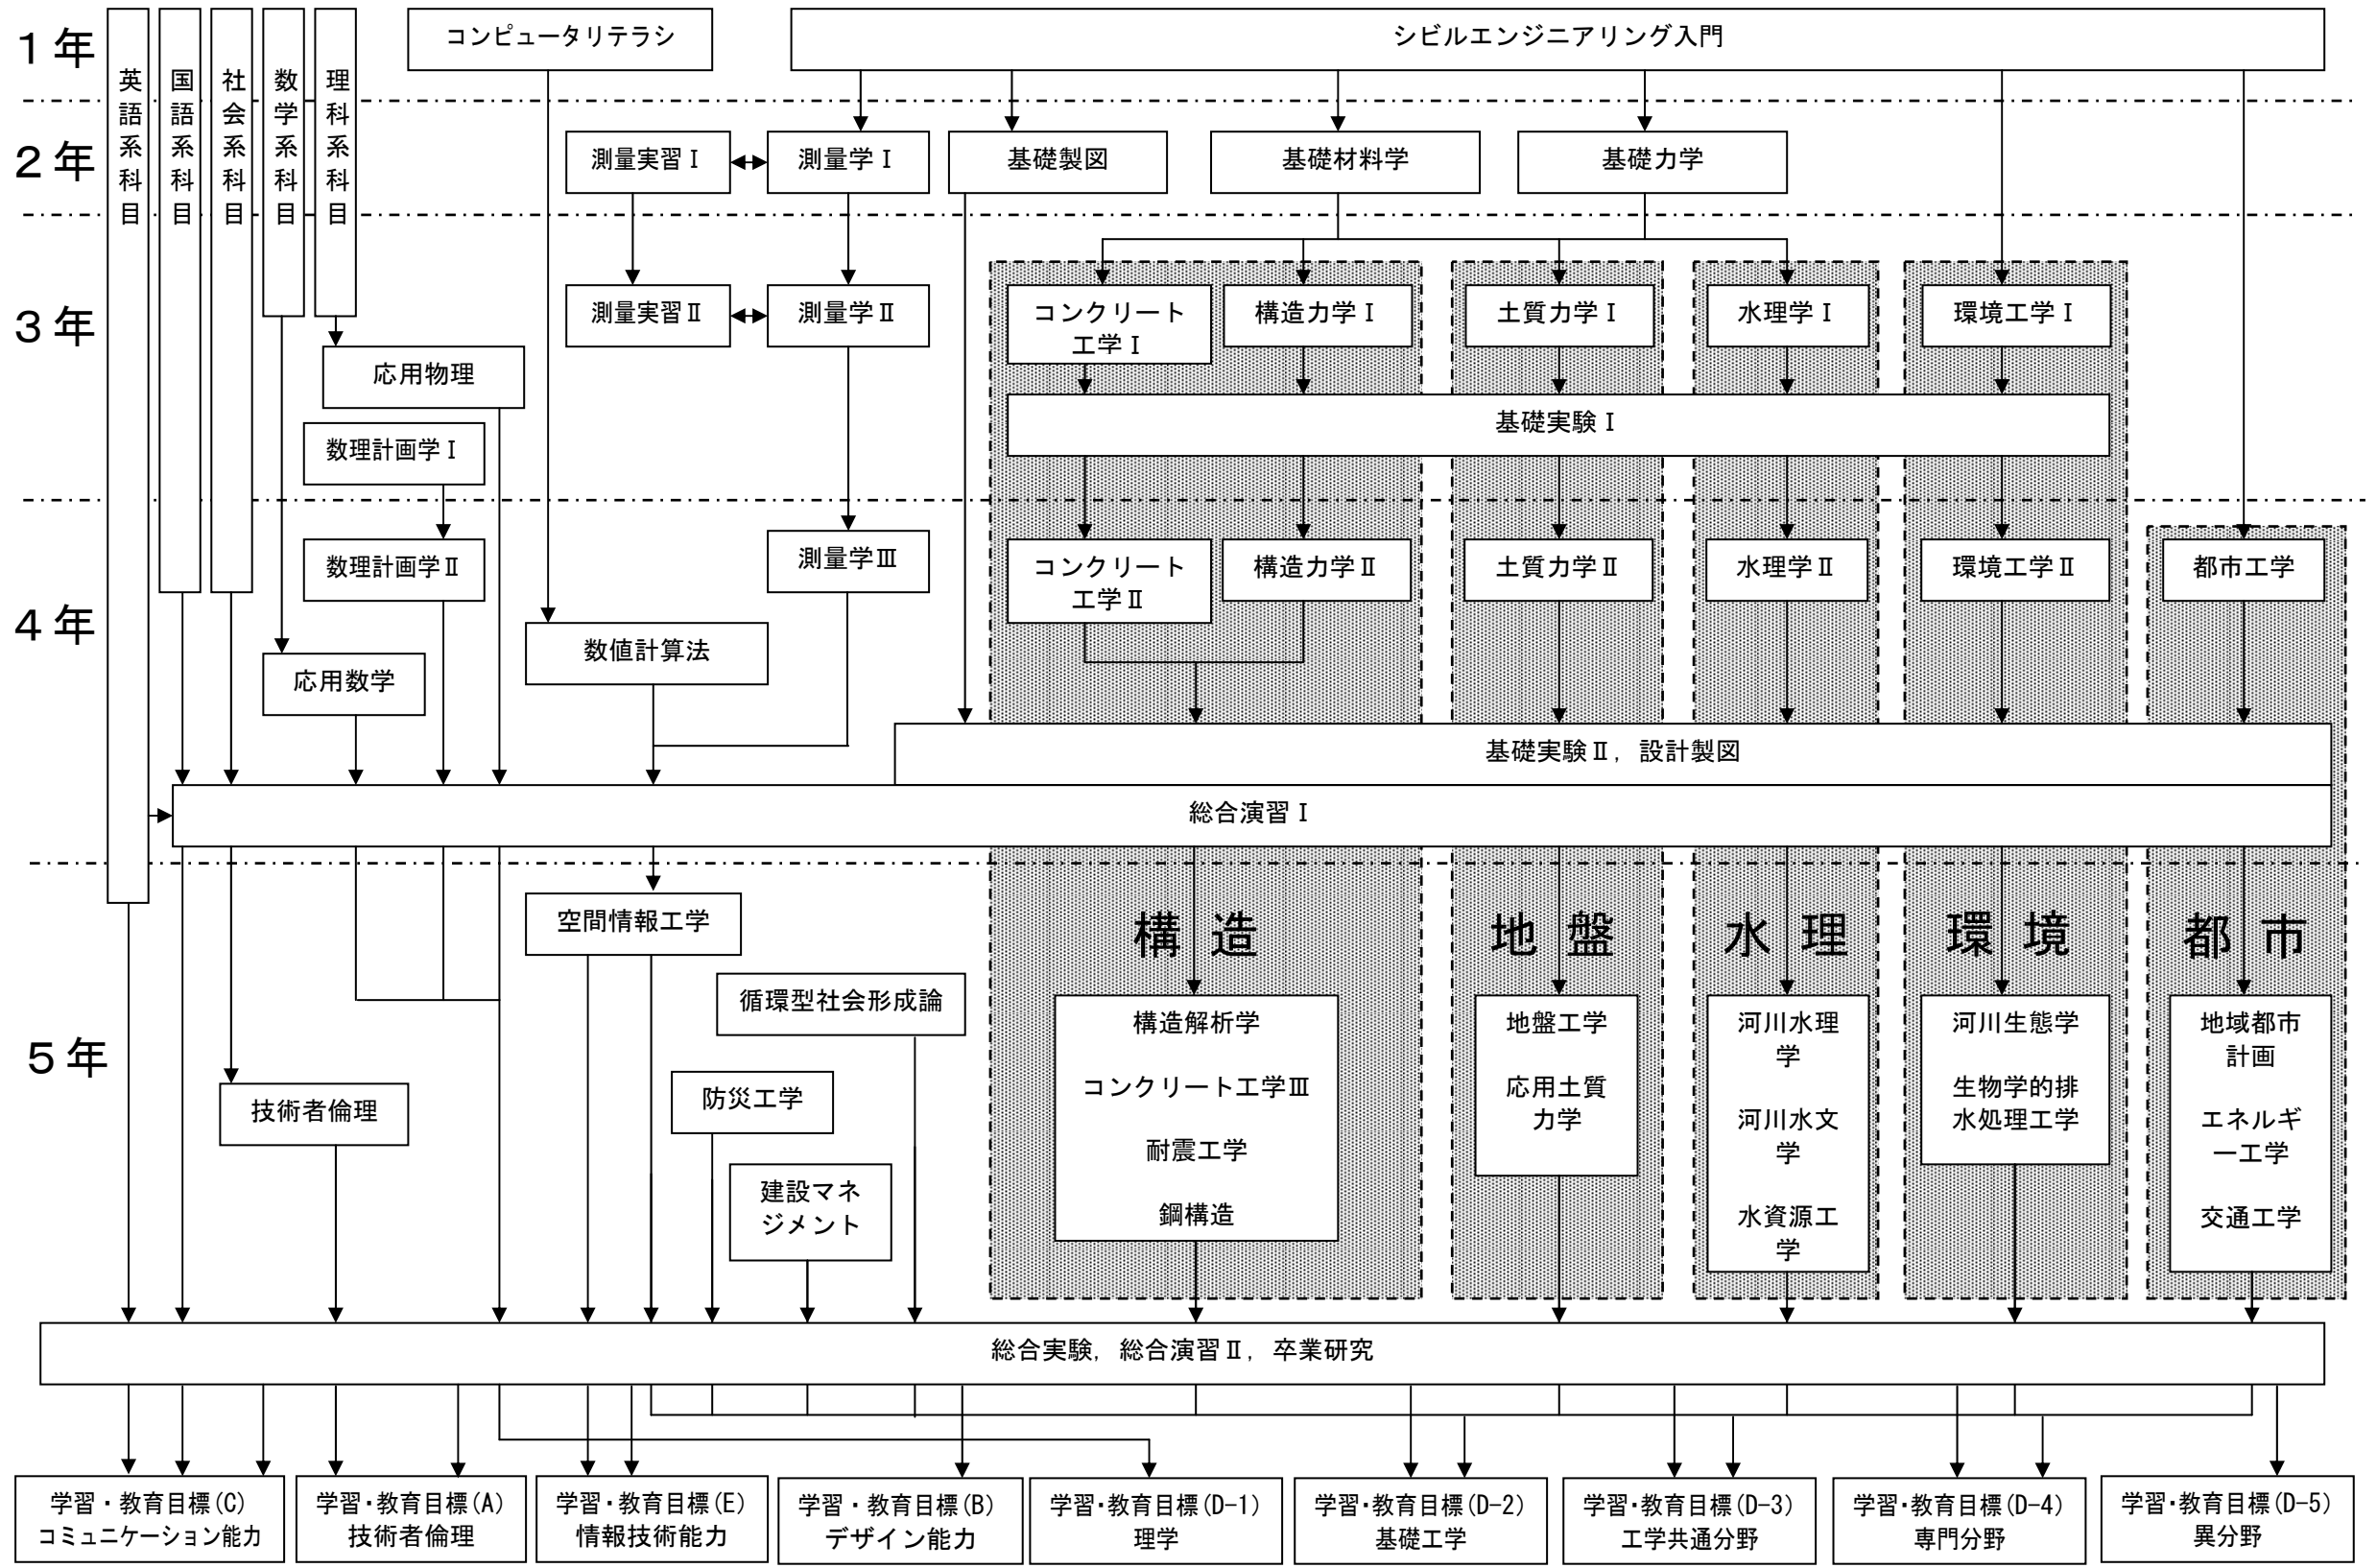 1年
英語系科目
国語系科目
社会系科目
数学系科目
理科系科目
コンピュータリテラシ
シビルエンジニアリング入門
2年
測量実習Ⅰ
測量学Ⅰ
基礎製図
基礎材料学
基礎力学
3年
測量実習Ⅱ
測量学Ⅱ
コンクリート
工学Ⅰ
構造力学Ⅰ
土質力学Ⅰ
水理学Ⅰ
環境工学Ⅰ
応用物理
基礎実験Ⅰ
数理計画学Ⅰ
4年
数理計画学Ⅱ
測量学Ⅲ
コンクリート
工学Ⅱ
構造力学Ⅱ
土質力学Ⅱ
水理学Ⅱ
環境工学Ⅱ
都市工学
数値計算法
応用数学
基礎実験Ⅱ，設計製図
総合演習Ⅰ
5年
空間情報工学
構造
地盤
水理
環境
都市
循環型社会形成論
防災工学
技術者倫理
建設マネ
ジメント
構造解析学
コンクリート工学Ⅲ
耐震工学
鋼構造
地盤工学
応用土質
力学
河川水理
学
河川水文
学
水資源工
学
河川生態学
生物学的排
水処理工学
地域都市
計画
エネルギ
ー工学
交通工学
総合実験，総合演習Ⅱ，卒業研究
学習・教育目標(C)
コミュニケーション能力
学習・教育目標(A)
技術者倫理
学習・教育目標(E)
情報技術能力
学習・教育目標(B)
デザイン能力
学習・教育目標(D-1)
理学
学習・教育目標(D-2)
基礎工学
学習・教育目標(D-3)
工学共通分野
学習・教育目標(D-4)
専門分野
学習・教育目標(D-5)
異分野